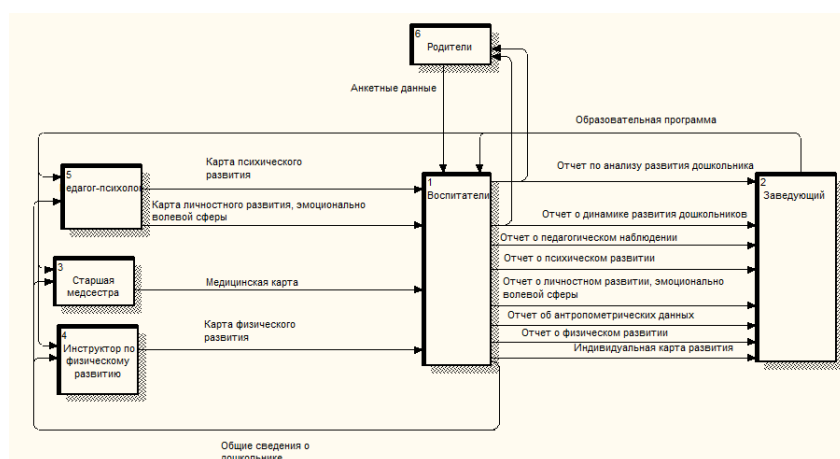 6
Родители
Анкетные данные
Образовательная программа
5
едагог-психолог
Карта психического
развития
Карта личностного развития, эмоционально
волевой сферы
1
Воспитатели
Отчет по анализу развития дошкольника
2
Заведующий
Отчет о динамике развития дошкольников
Отчет о педагогическом наблюдении
Отчет о психическом развитии
3
Старшая
медсестра
Медицинская карта
Отчет о личностном развитии, эмоционально
волевой сферы
Отчет об антропометрических данных
4
Инструктор по
физическому
развитию
Карта физического
развития
Отчет о физическом развитии
Индивидуальная карта развития
Общие сведения о
дошкольнике